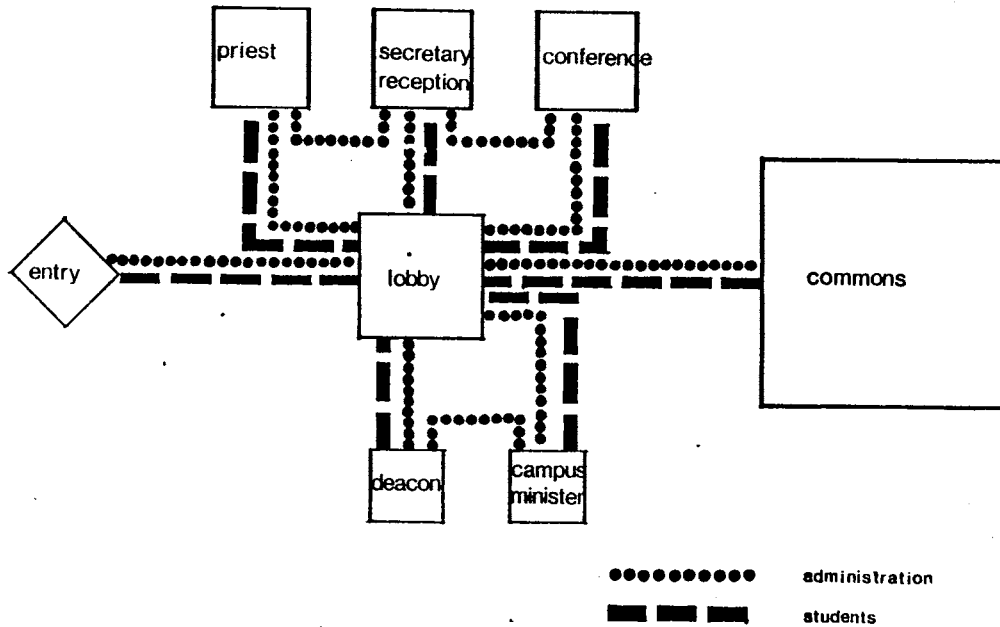 priest
secretary
reception
conference
entry
lobby
commons
deacon
campus
minister
administration
students